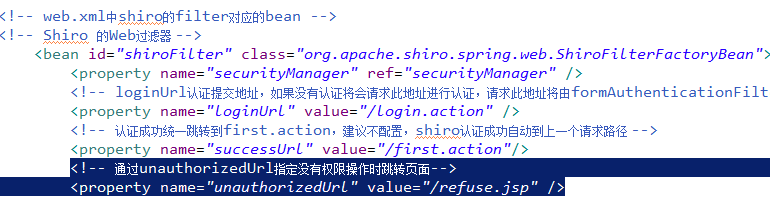 <!-- web.xml中shiro的filter对应的bean -->
<!-- Shiro 的Web过滤器 -->
<bean id="shiroFilter" class="org.apache.shiro.spring.web.ShiroFilterFactoryBean">
<property name="securityManager" ref="securityManager" />
<!-- loginUrl认证提交地址，如果没有认证将会请求此地址进行认证，请求此地址将由formAuthenticationFilt
<property name="loginUrl" value="/login.action" />
<!-- 认证成功统一跳转到first.action，建议不配置，shiro认证成功自动到上一个请求路径 -->
<property name="successUrl" value="/first.action"/>
<!-- 通过unauthorizedUrl指定没有权限操作时跳转页面-->
<property name="unauthorizedUrl" value="/refuse.jsp" />